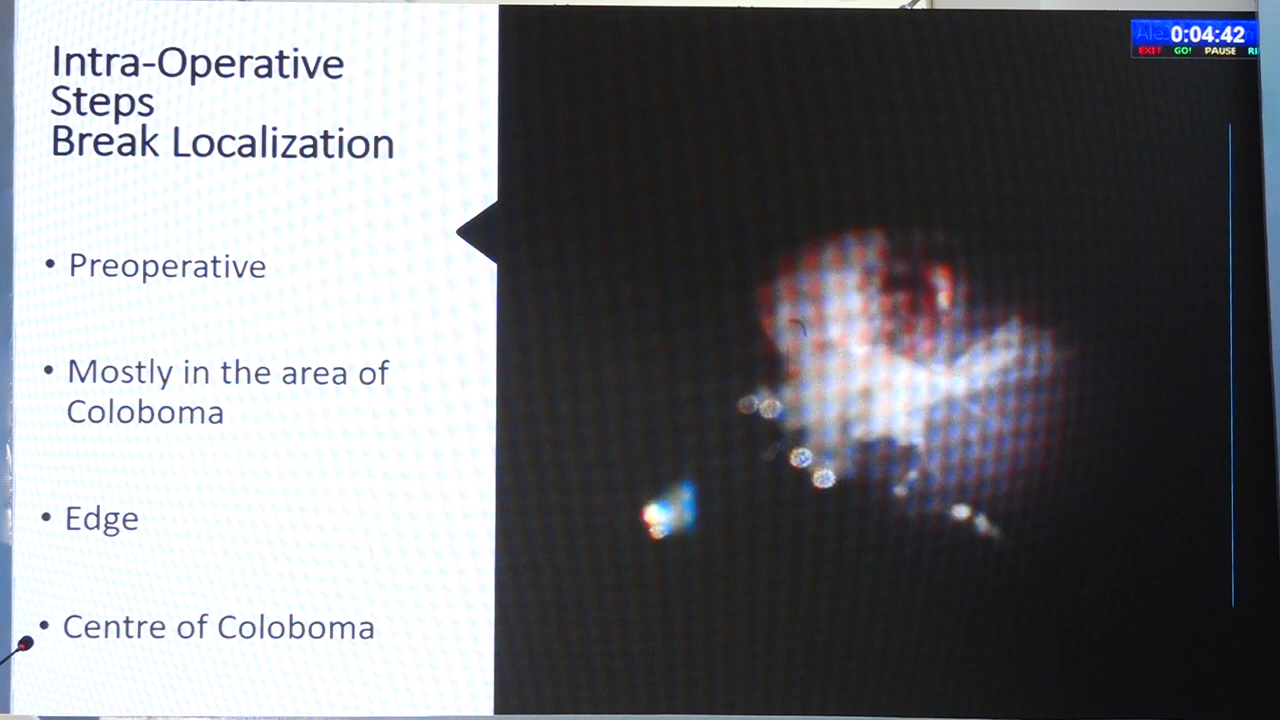 Intra-Operative
Steps
Break Localization
• Preoperative
• Mostly in the area of
Coloboma
• Edge
• Centre of Coloboma
0:04:42
EXIT GO! PAUSE